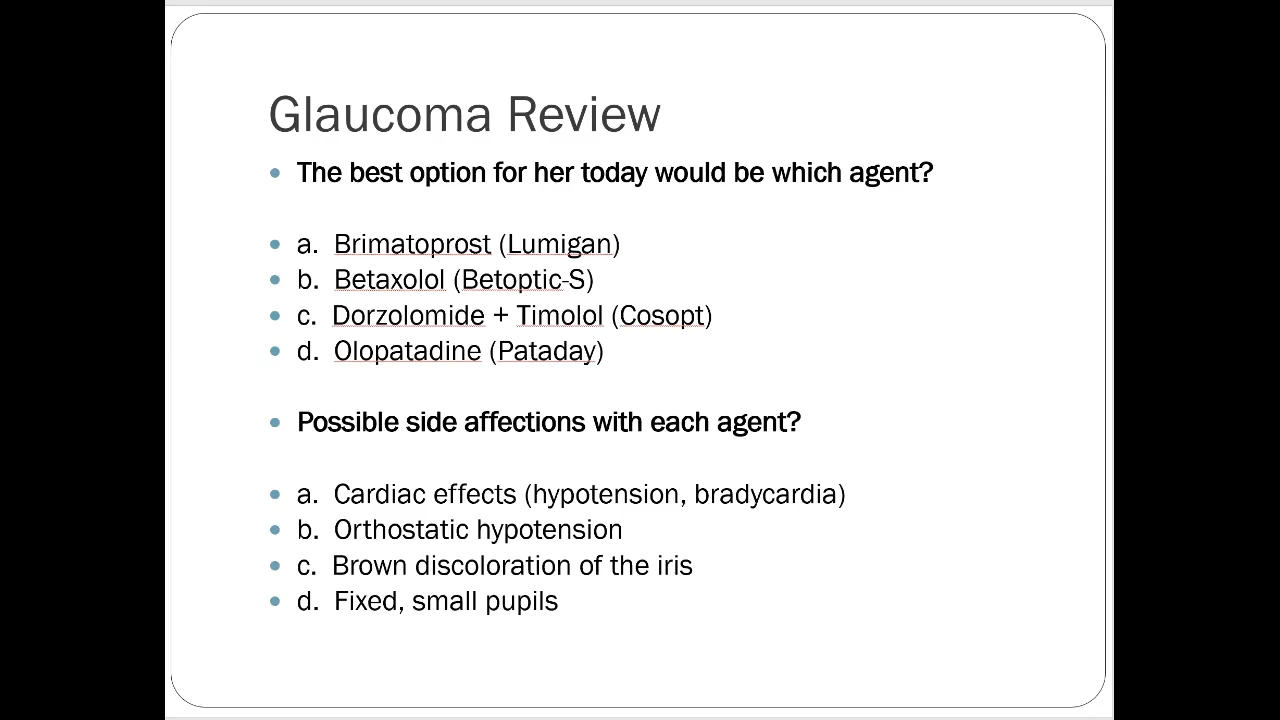 Glaucoma Review
• The best option for her today would be which agent?
• a. Brimatoprost (Lumigan)
• b. Betaxolol (Betoptic-S)
• c. Dorzolomide + Timolol (Cosopt)
• d. Olopatadine (Pataday)
• Possible side affections with each agent?
• a. Cardiac effects (hypotension, bradycardia)
• b. Orthostatic hypotension
• c. Brown discoloration of the iris
• d. Fixed, small pupils